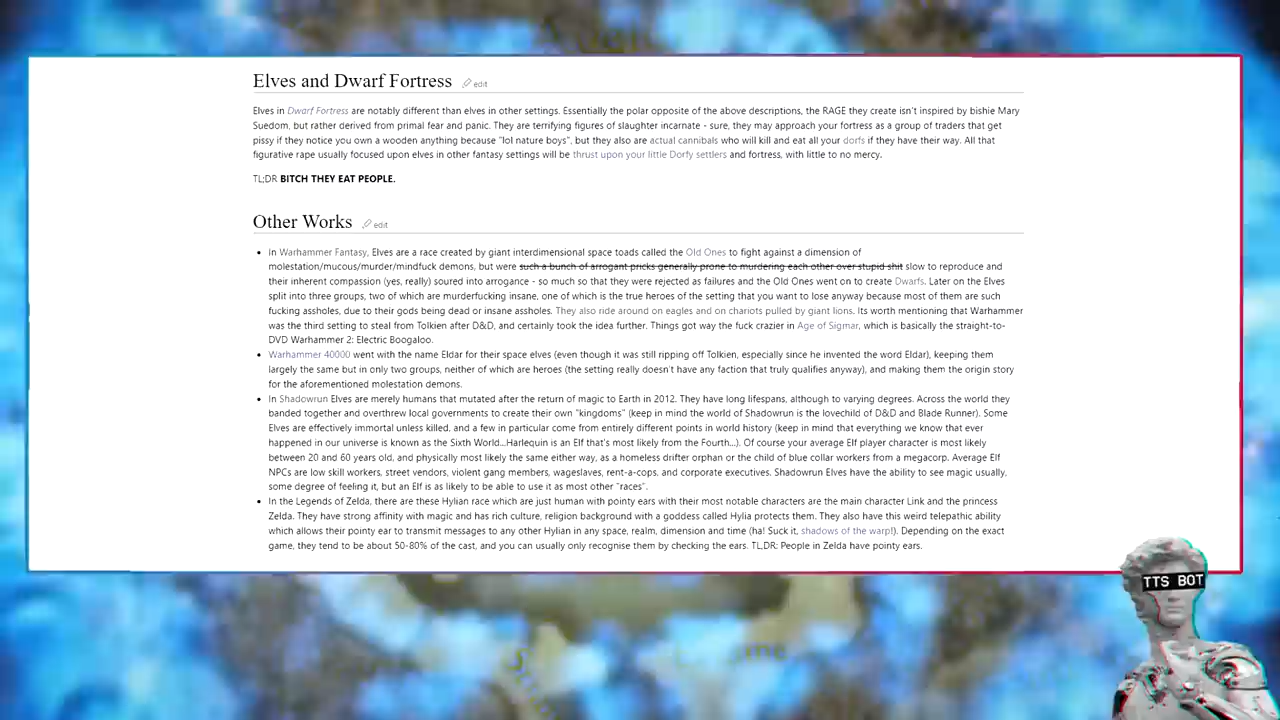 Elves and Dwarf Fortress edit
Elves in Dwarf Fortress are notably different than elves in other settings. Essentially the polar opposite of the above descriptions, the RAGE they create isn't inspired by bishie Mary
Suedom, but rather derived from primal fear and panic. They are terrifying figures of slaughter incarnate - sure, they may approach your fortress as a group of traders that get
pissy if they notice you own a wooden anything because "lol nature boys", but they also are actual cannibals who will kill and eat all your dorfs if they have their way. All that
figurative rape usually focused upon elves in other fantasy settings will be thrust upon your little Dorfy settlers and fortress, with little to no mercy.
TL;DR BITCH THEY EAT PEOPLE.
Other Works edit
• In Warhammer Fantasy, Elves are a race created by giant interdimensional space toads called the Old Ones to fight against a dimension of
molestation/mucous/murder/mindfuck demons, but were such a bunch of arrogant pricks generally prone to murdering each other over stupid shit slow to reproduce and
their inherent compassion (yes, really) soured into arrogance - so much so that they were rejected as failures and the Old Ones went on to create Dwarfs. Later on the Elves
split into three groups, two of which are murderfucking insane, one of which is the true heroes of the setting that you want to lose anyway because most of them are such
fucking assholes, due to their gods being dead or insane assholes. They also ride around on eagles and on chariots pulled by giant lions. Its worth mentioning that Warhammer
was the third setting to steal from Tolkien after D&D, and certainly took the idea further. Things got way the fuck crazier in Age of Sigmar, which is basically the straight-to-
DVD Warhammer 2: Electric Boogaloo.
• Warhammer 40000 went with the name Eldar for their space elves (even though it was still ripping off Tolkien, especially since he invented the word Eldar), keeping them
largely the same but in only two groups, neither of which are heroes (the setting really doesn't have any faction that truly qualifies anyway), and making them the origin story
for the aforementioned molestation demons.
• In Shadowrun Elves are merely humans that mutated after the return of magic to Earth in 2012. They have long lifespans, although to varying degrees. Across the world they
banded together and overthrew local governments to create their own "kingdoms" (keep in mind the world of Shadowrun is the lovechild of D&D and Blade Runner). Some
Elves are effectively immortal unless killed, and a few in particular come from entirely different points in world history (keep in mind that everything we know that ever
happened in our universe is known as the Sixth World...Harlequin is an Elf that's most likely from the Fourth...). Of course your average Elf player character is most likely
between 20 and 60 years old, and physically most likely the same either way, as a homeless drifter orphan or the child of blue collar workers from a megacorp. Average Elf
NPCs are low skill workers, street vendors, violent gang members, wageslaves, rent-a-cops, and corporate executives. Shadowrun Elves have the ability to see magic usually,
some degree of feeling it, but an Elf is as likely to be able to use it as most other "races".
• In the Legends of Zelda, there are these Hylian race which are just human with pointy ears with their most notable characters are the main character Link and the princess
Zelda. They have strong affinity with magic and has rich culture, religion background with a goddess called Hylia protects them. They also have this weird telepathic ability
which allows their pointy ear to transmit messages to any other Hylian in any space, realm, dimension and time (ha! Suck it, shadows of the warp!). Depending on the exact
game, they tend to be about 50-80% of the cast, and you can usually only recognise them by checking the ears. TL,DR: People in Zelda have pointy ears.
TTS BOT